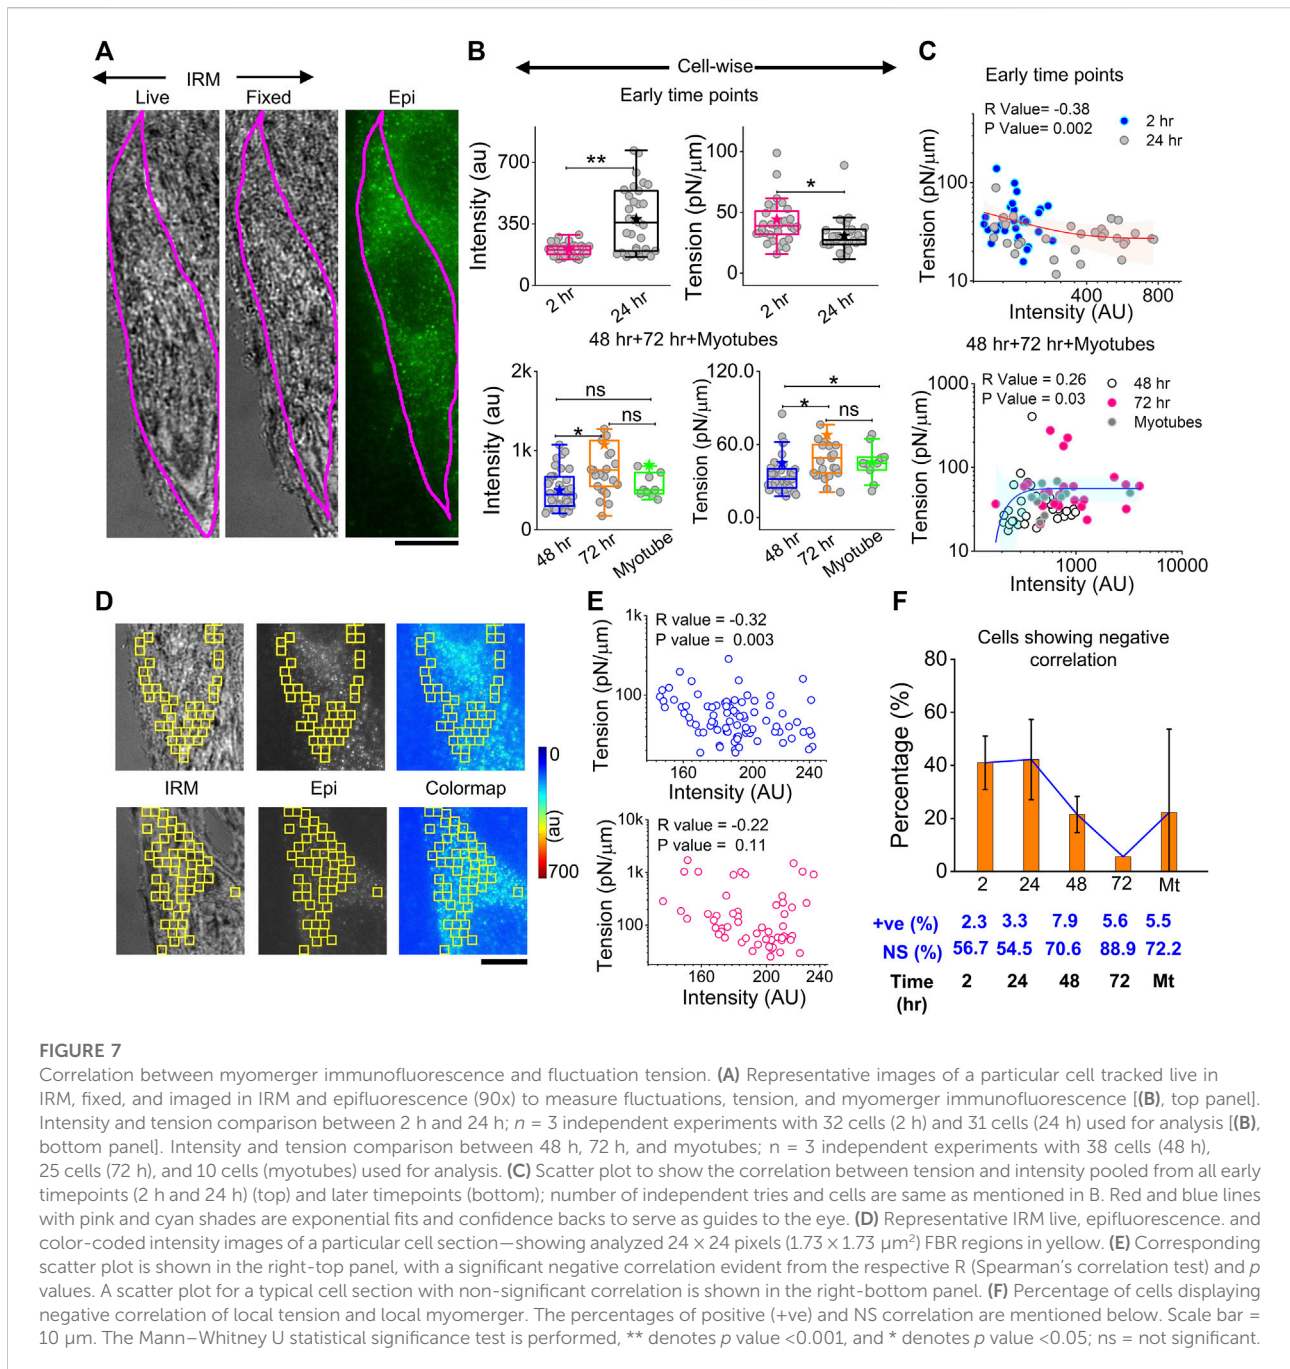 A
IRM
Live
Fixed
Epi
B
Cell-wise
Early time points
Intensity (au)
700
350
0
**
2 hr
24 hr
Tension (pN/μm)
100
50
0
*
2 hr
24 hr
48 hr+72 hr+Myotubes
Intensity (au)
2k
1k
0
ns
ns
*
48 hr
72 hr
Myotube
Tension (pN/μm)
120.0
60.0
0.0
*
*
ns
48 hr
72 hr
Myotube
C
Early time points
R Value= -0.38
P Value= 0.002
2 hr
24 hr
Tension (pN/μm)
100
10
400
800
Intensity (AU)
48 hr+72 hr+Myotubes
R Value = 0.26
P Value = 0.03
48 hr
72 hr
Myotubes
Tension (pN/μm)
1000
100
10
1000
10000
Intensity (AU)
D
IRM
Epi
Colormap
0
(au)
700
E
R value = -0.32
P value = 0.003
Tension (pN/μm)
1k
100
160
200
240
Intensity (AU)
R value = -0.22
P value = 0.11
Tension (pN/μm)
10k
1k
100
160
200
240
Intensity (AU)
F
Cells showing negative
correlation
Percentage (%)
80
60
40
20
0
2 24 48 72 Mt
+ve (%) 2.3 3.3 7.9 5.6 5.5
NS (%) 56.7 54.5 70.6 88.9 72.2
Time 2 24 48 72 Mt
(hr)
FIGURE 7
Correlation between myomerger immunofluorescence and fluctuation tension. (A) Representative images of a particular cell tracked live in
IRM, fixed, and imaged in IRM and epifluorescence (90x) to measure fluctuations, tension, and myomerger immunofluorescence [(B), top panel].
Intensity and tension comparison between 2 h and 24 h; n = 3 independent experiments with 32 cells (2 h) and 31 cells (24 h) used for analysis [(B),
bottom panel]. Intensity and tension comparison between 48 h, 72 h, and myotubes; n = 3 independent experiments with 38 cells (48 h),
25 cells (72 h), and 10 cells (myotubes) used for analysis. (C) Scatter plot to show the correlation between tension and intensity pooled from all early
timepoints (2 h and 24 h) (top) and later timepoints (bottom); number of independent tries and cells are same as mentioned in B. Red and blue lines
with pink and cyan shades are exponential fits and confidence backs to serve as guides to the eye. (D) Representative IRM live, epifluorescence. and
color-coded intensity images of a particular cell section—showing analyzed 24 × 24 pixels (1.73 × 1.73 μm²) FBR regions in yellow. (E) Corresponding
scatter plot is shown in the right-top panel, with a significant negative correlation evident from the respective R (Spearman's correlation test) and p
values. A scatter plot for a typical cell section with non-significant correlation is shown in the right-bottom panel. (F) Percentage of cells displaying
negative correlation of local tension and local myomerger. The percentages of positive (+ve) and NS correlation are mentioned below. Scale bar =
10 μm. The Mann–Whitney U statistical significance test is performed, ** denotes p value <0.001, and * denotes p value <0.05; ns = not significant.